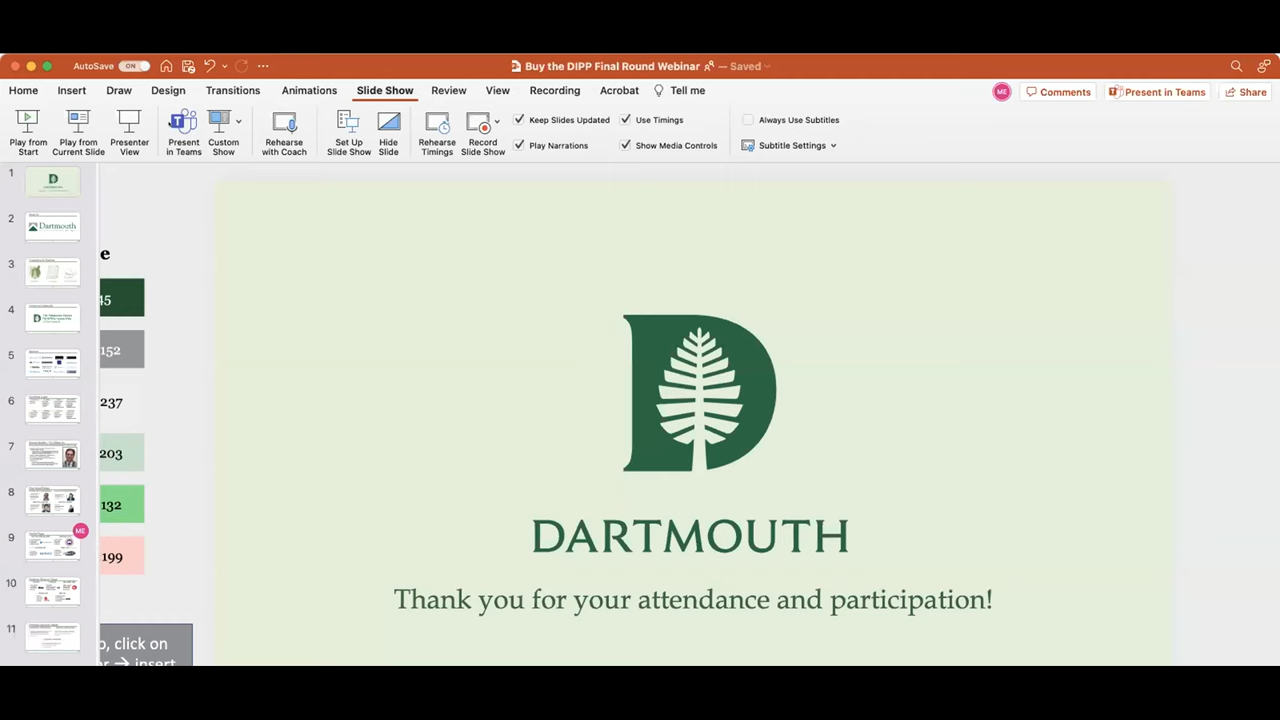 AutoSave ON
Buy the DIPP Final Round Webinar — Saved
Home Insert Draw Design Transitions Animations Slide Show Review View Recording Acrobat Tell me
ME Comments Present in Teams Share
Play from Start
Play from Current Slide
Presenter View
Present in Teams
Custom Show
Rehearse with Coach
Set Up Slide Show
Hide Slide
Rehearse Timings
Record Slide Show
Keep Slides Updated
Use Timings
Always Use Subtitles
Play Narrations
Show Media Controls
Subtitle Settings
1
2
Dartmouth
3
4
5
6
7
8
ME
9
10
11
e
45
152
237
203
132
199
click on
insert
D
DARTMOUTH
Thank you for your attendance and participation!